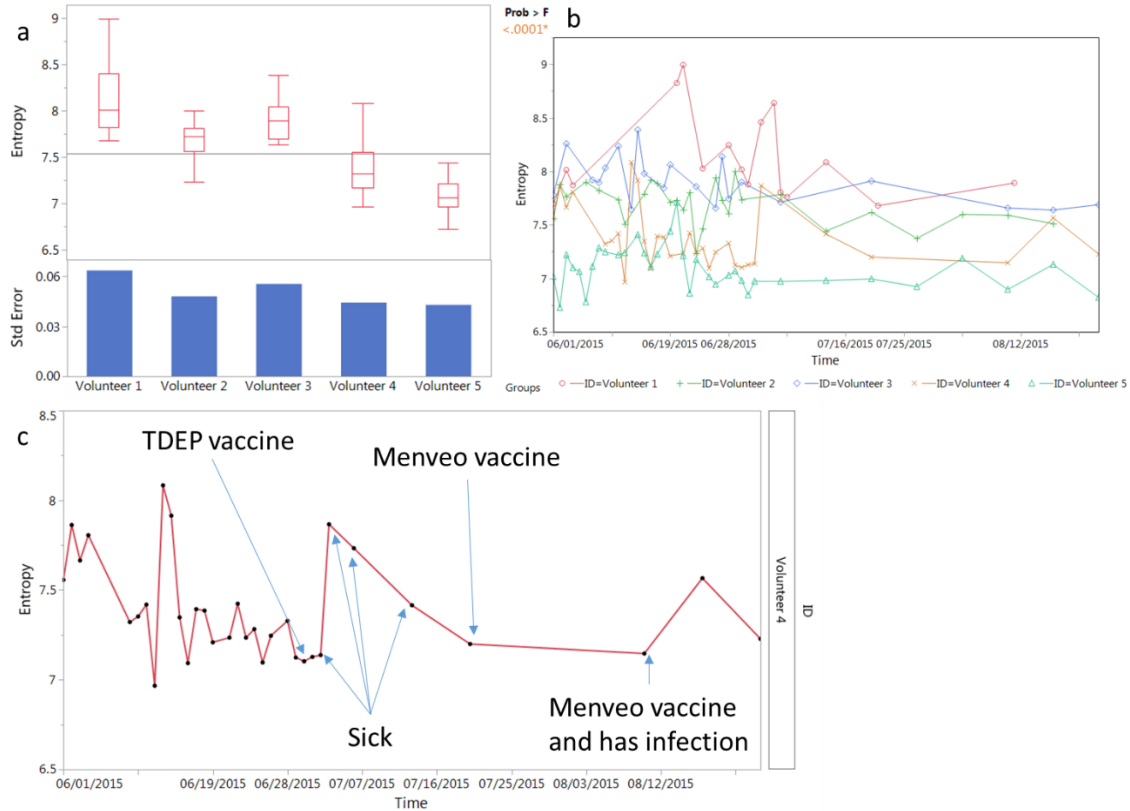 a
9
8.5
8
7.5
7
6.5
Entropy
0.06
0.03
0.00
Std Error
Volunteer 1 Volunteer 2 Volunteer 3 Volunteer 4 Volunteer 5
Prob > F
<.0001*
b
9
8.5
8
7.5
7
6.5
Entropy
06/01/2015 06/19/2015 06/28/2015 07/16/2015 07/25/2015 08/12/2015
Time
Groups ID=Volunteer 1 ID=Volunteer 2 ID=Volunteer 3 ID=Volunteer 4 ID=Volunteer 5
c
8.5
8
7.5
7
6.5
Entropy
TDEP vaccine
Menveo vaccine
Sick
Menveo vaccine
and has infection
06/01/2015 06/19/2015 06/28/2015 07/07/2015 07/16/2015 07/25/2015 08/03/2015 08/12/2015
Time
Volunteer 4
ID